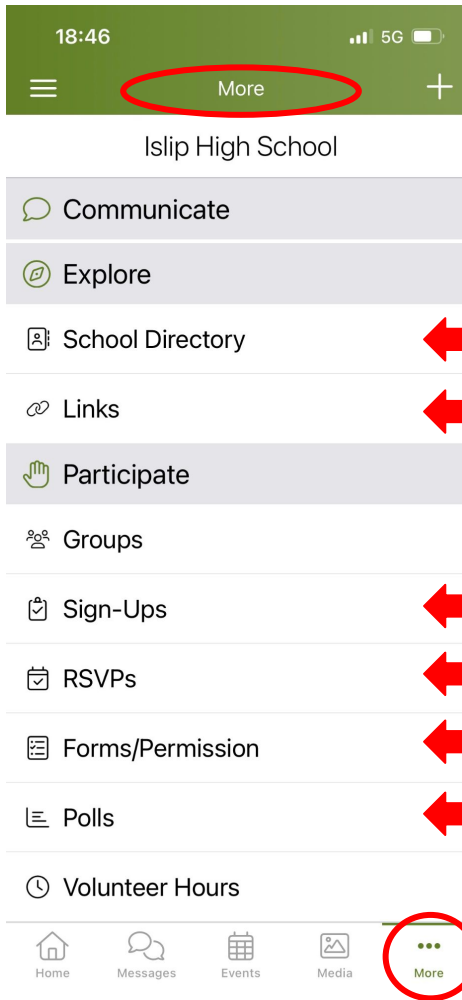 18:46
5G
More
Islip High School
Communicate
Explore
School Directory
Links
Participate
Groups
Sign-Ups
RSVPs
Forms/Permission
Polls
Volunteer Hours
Home Messages Events Media More